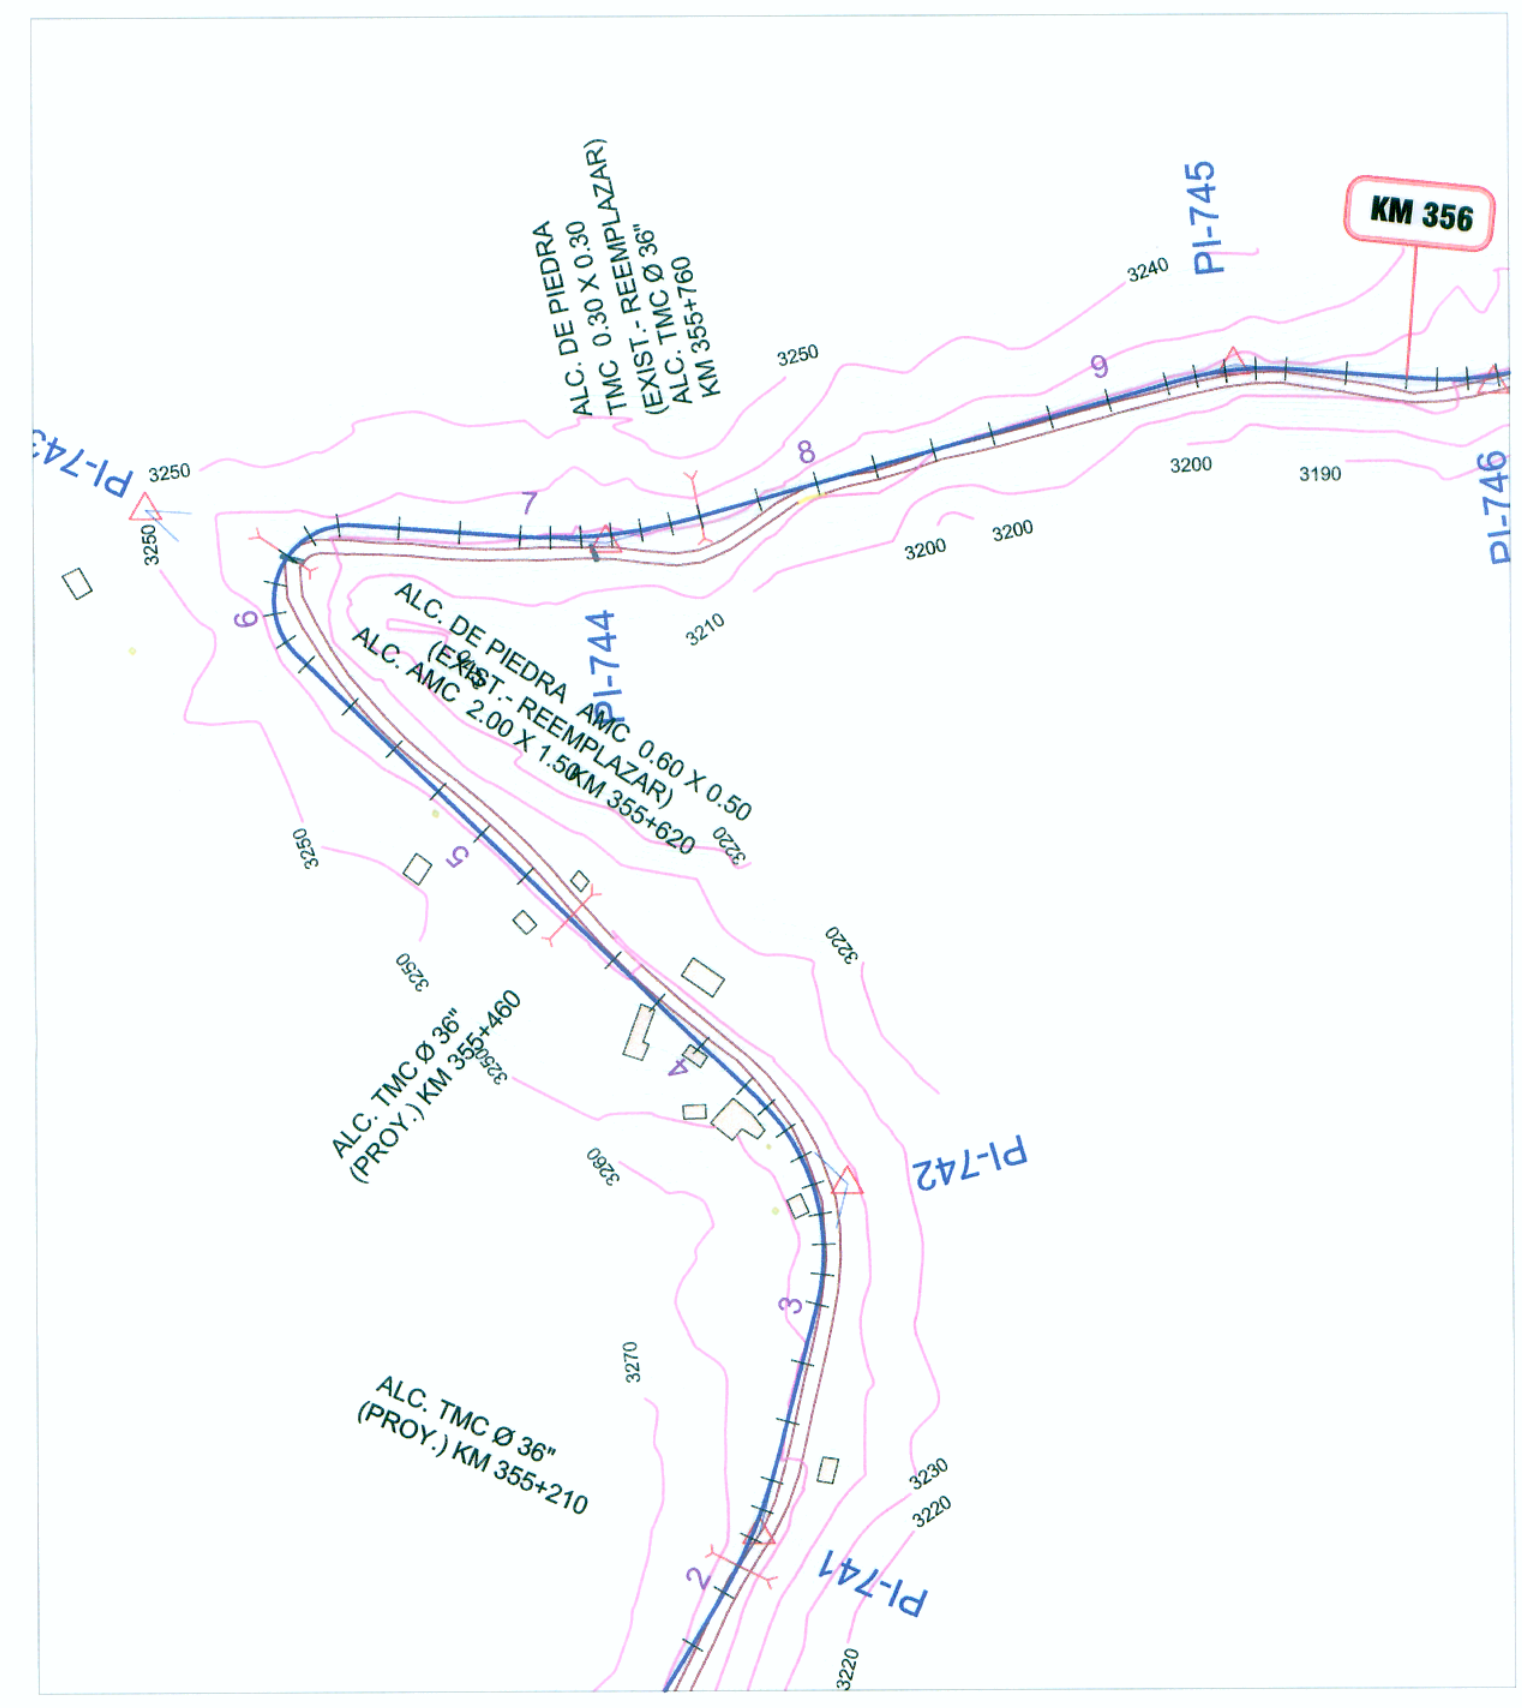 PI-745
KM 356
3240
ALC. DE PIEDRA
TMC 0.30 X 0.30
(EXIST.- REEMPLAZAR)
ALC. TMC Ø 36"
KM 355+760
3250
9
8
PI-743
3250
3250
7
3200
3190
PI-746
3200
3200
3210
6
ALC. DE PIEDRA AMC 0.60 X 0.50
(EXIST.- REEMPLAZAR)
ALC. AMC 2.00 X 1.50
KM 355+620
PI-744
3220
3250
5
3220
3250
ALC. TMC Ø 36"
(PROY.) KM 355+460
3250
4
3260
PI-742
3
3270
ALC. TMC Ø 36"
(PROY.) KM 355+210
3230
3220
2
PI-741
3220